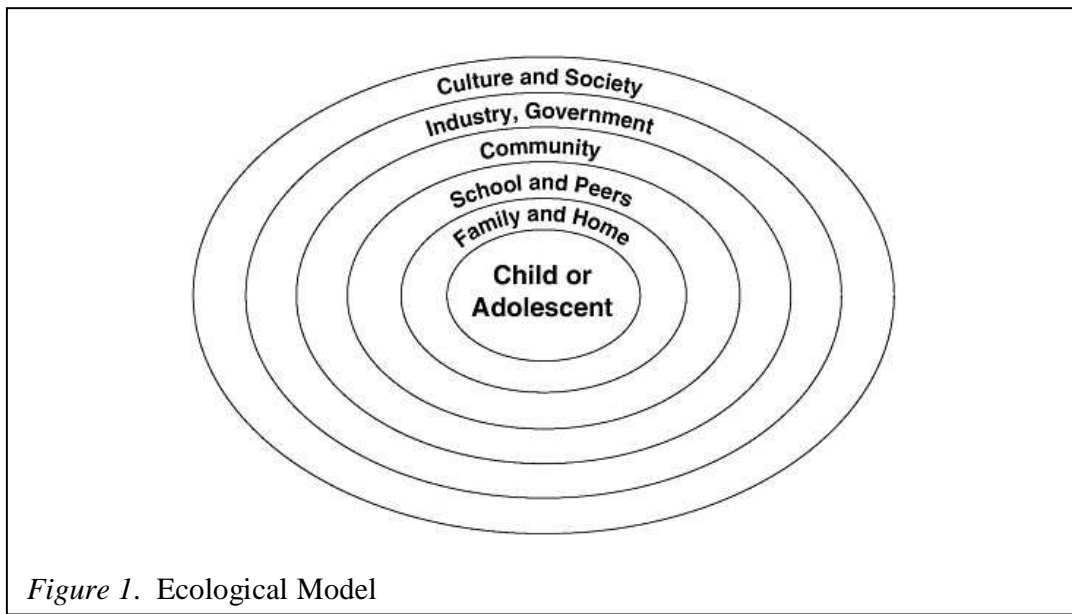 Culture and Society
Industry, Government
Community
School and Peers
Family and Home
Child or
Adolescent
Figure 1. Ecological Model